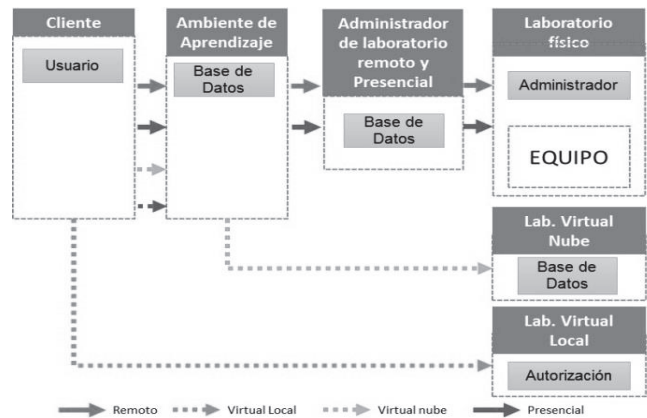 Cliente
Usuario
Ambiente de
Aprendizaje
Base de
Datos
Administrador
de laboratorio
remoto y
Presencial
Base de
Datos
Laboratorio
físico
Administrador
EQUIPO
Lab. Virtual
Nube
Base de
Datos
Lab. Virtual
Local
Autorización
Remoto
Virtual Local
Virtual nube
Presencial